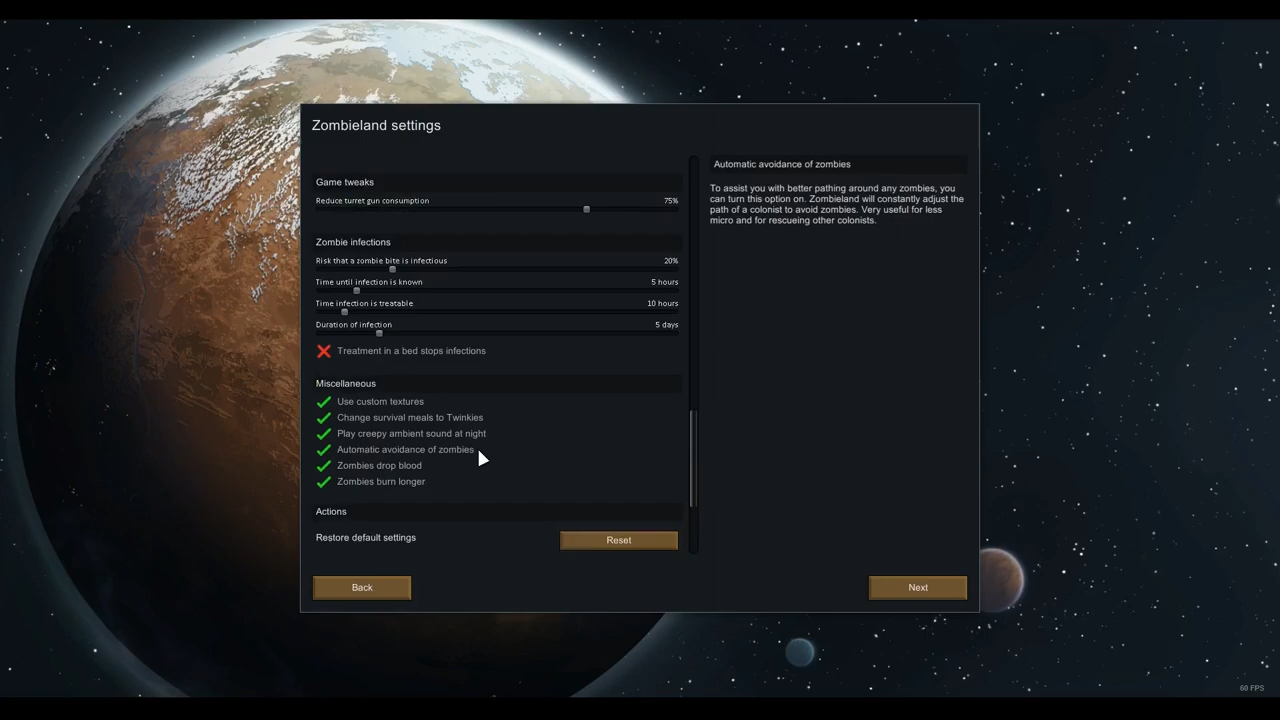 Zombieland settings
Game tweaks
Reduce turret gun consumption 75%
Zombie infections
Risk that a zombie bite is infectious 20%
Time until infection is known 5 hours
Time infection is treatable 10 hours
Duration of infection 5 days
Treatment in a bed stops infections
Miscellaneous
Use custom textures
Change survival meals to Twinkies
Play creepy ambient sound at night
Automatic avoidance of zombies
Zombies drop blood
Zombies burn longer
Actions
Restore default settings Reset
Back
Next
Automatic avoidance of zombies
To assist you with better pathing around any zombies, you
can turn this option on. Zombieland will constantly adjust the
path of a colonist to avoid zombies. Very useful for less
micro and for rescueing other colonists.
60 FPS